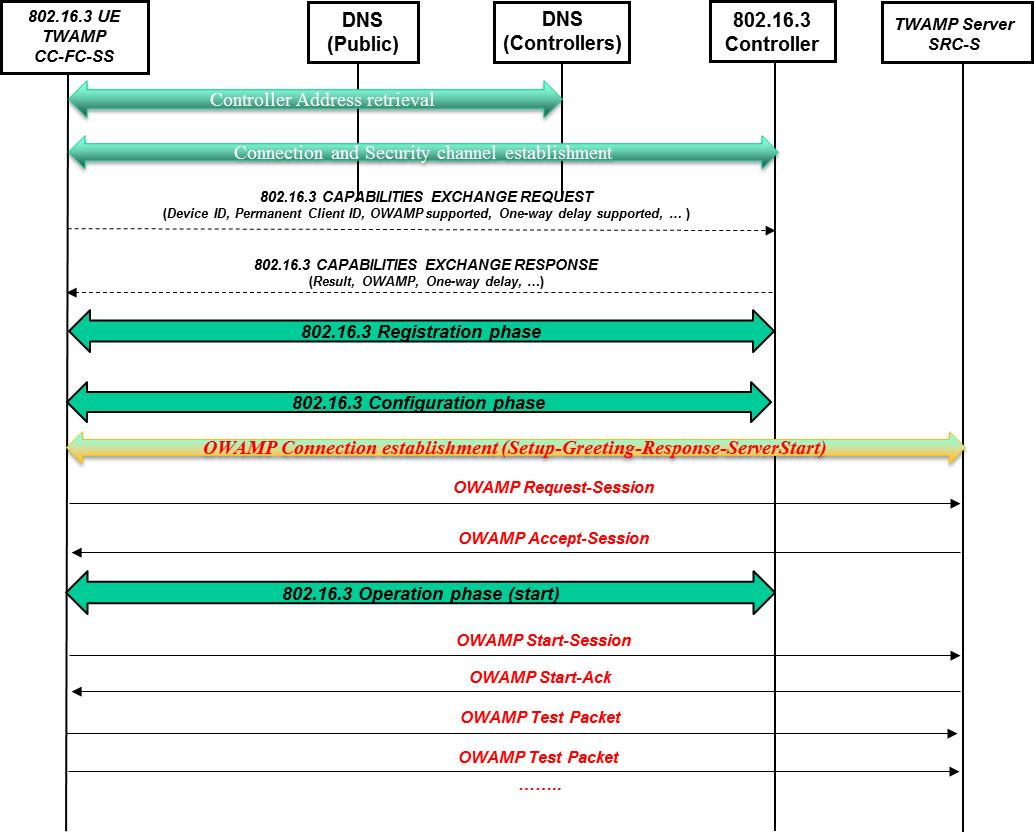 802.16.3 UE
TWAMP
CC-FC-SS
DNS
(Public)
DNS
(Controllers)
802.16.3
Controller
TWAMP Server
SRC-S
Controller Address retrieval
Connection and Security channel establishment
802.16.3 CAPABILITIES EXCHANGE REQUEST
(Device ID, Permanent Client ID, OWAMP supported, One-way delay supported, ... )
802.16.3 CAPABILITIES EXCHANGE RESPONSE
(Result, OWAMP, One-way delay, ...)
802.16.3 Registration phase
802.16.3 Configuration phase
OWAMP Connection establishment (Setup-Greeting-Response-ServerStart)
OWAMP Request-Session
OWAMP Accept-Session
802.16.3 Operation phase (start)
OWAMP Start-Session
OWAMP Start-Ack
OWAMP Test Packet
OWAMP Test Packet
........